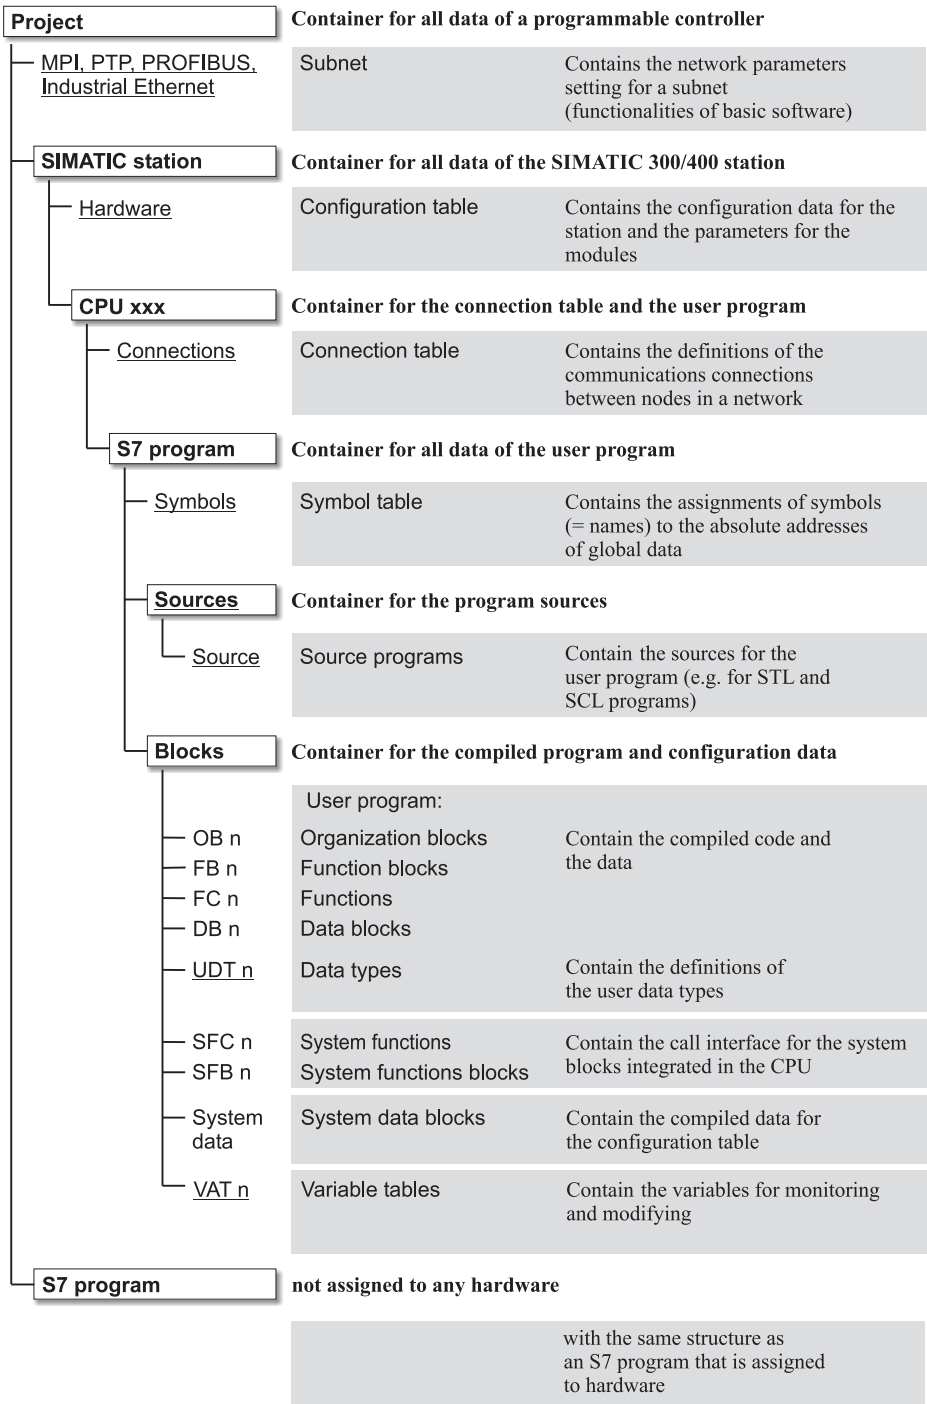 Project
Container for all data of a programmable controller
MPI, PTP, PROFIBUS,
Industrial Ethernet
Subnet
Contains the network parameters
setting for a subnet
(functionalities of basic software)
SIMATIC station
Container for all data of the SIMATIC 300/400 station
Hardware
Configuration table
Contains the configuration data for the
station and the parameters for the
modules
CPU xxx
Container for the connection table and the user program
Connections
Connection table
Contains the definitions of the
communications connections
between nodes in a network
S7 program
Container for all data of the user program
Symbols
Symbol table
Contains the assignments of symbols
(= names) to the absolute addresses
of global data
Sources
Container for the program sources
Source
Source programs
Contain the sources for the
user program (e.g. for STL and
SCL programs)
Blocks
Container for the compiled program and configuration data
User program:
OB n
Organization blocks
Contain the compiled code and
the data
FB n
Function blocks
FC n
Functions
DB n
Data blocks
UDT n
Data types
Contain the definitions of
the user data types
SFC n
System functions
Contain the call interface for the system
blocks integrated in the CPU
SFB n
System functions blocks
System
data
System data blocks
Contain the compiled data for
the configuration table
VAT n
Variable tables
Contain the variables for monitoring
and modifying
S7 program
not assigned to any hardware
with the same structure as
an S7 program that is assigned
to hardware